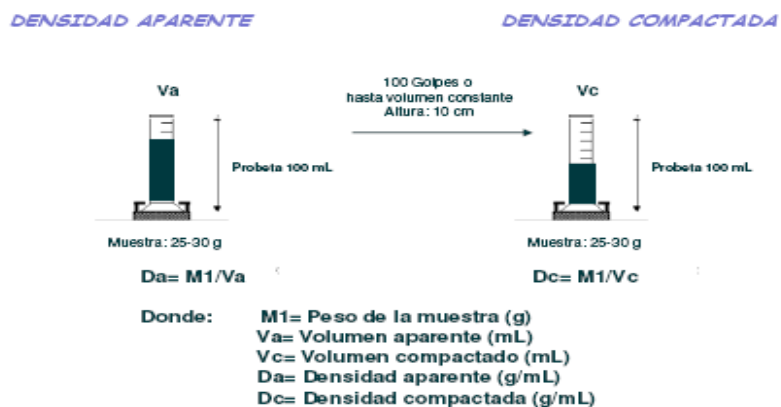 DENSIDAD APARENTE
DENSIDAD COMPACTADA
Va
100 Golpes o
hasta volumen constante
Altura: 10 cm
Vc
Probeta 100 mL
Probeta 100 mL
Muestra: 25-30 g
Muestra: 25-30 g
Da= M1/Va
Dc= M1/Vc
Donde: M1= Peso de la muestra (g)
Va= Volumen aparente (mL)
Vc= Volumen compactado (mL)
Da= Densidad aparente (g/mL)
Dc= Densidad compactada (g/mL)